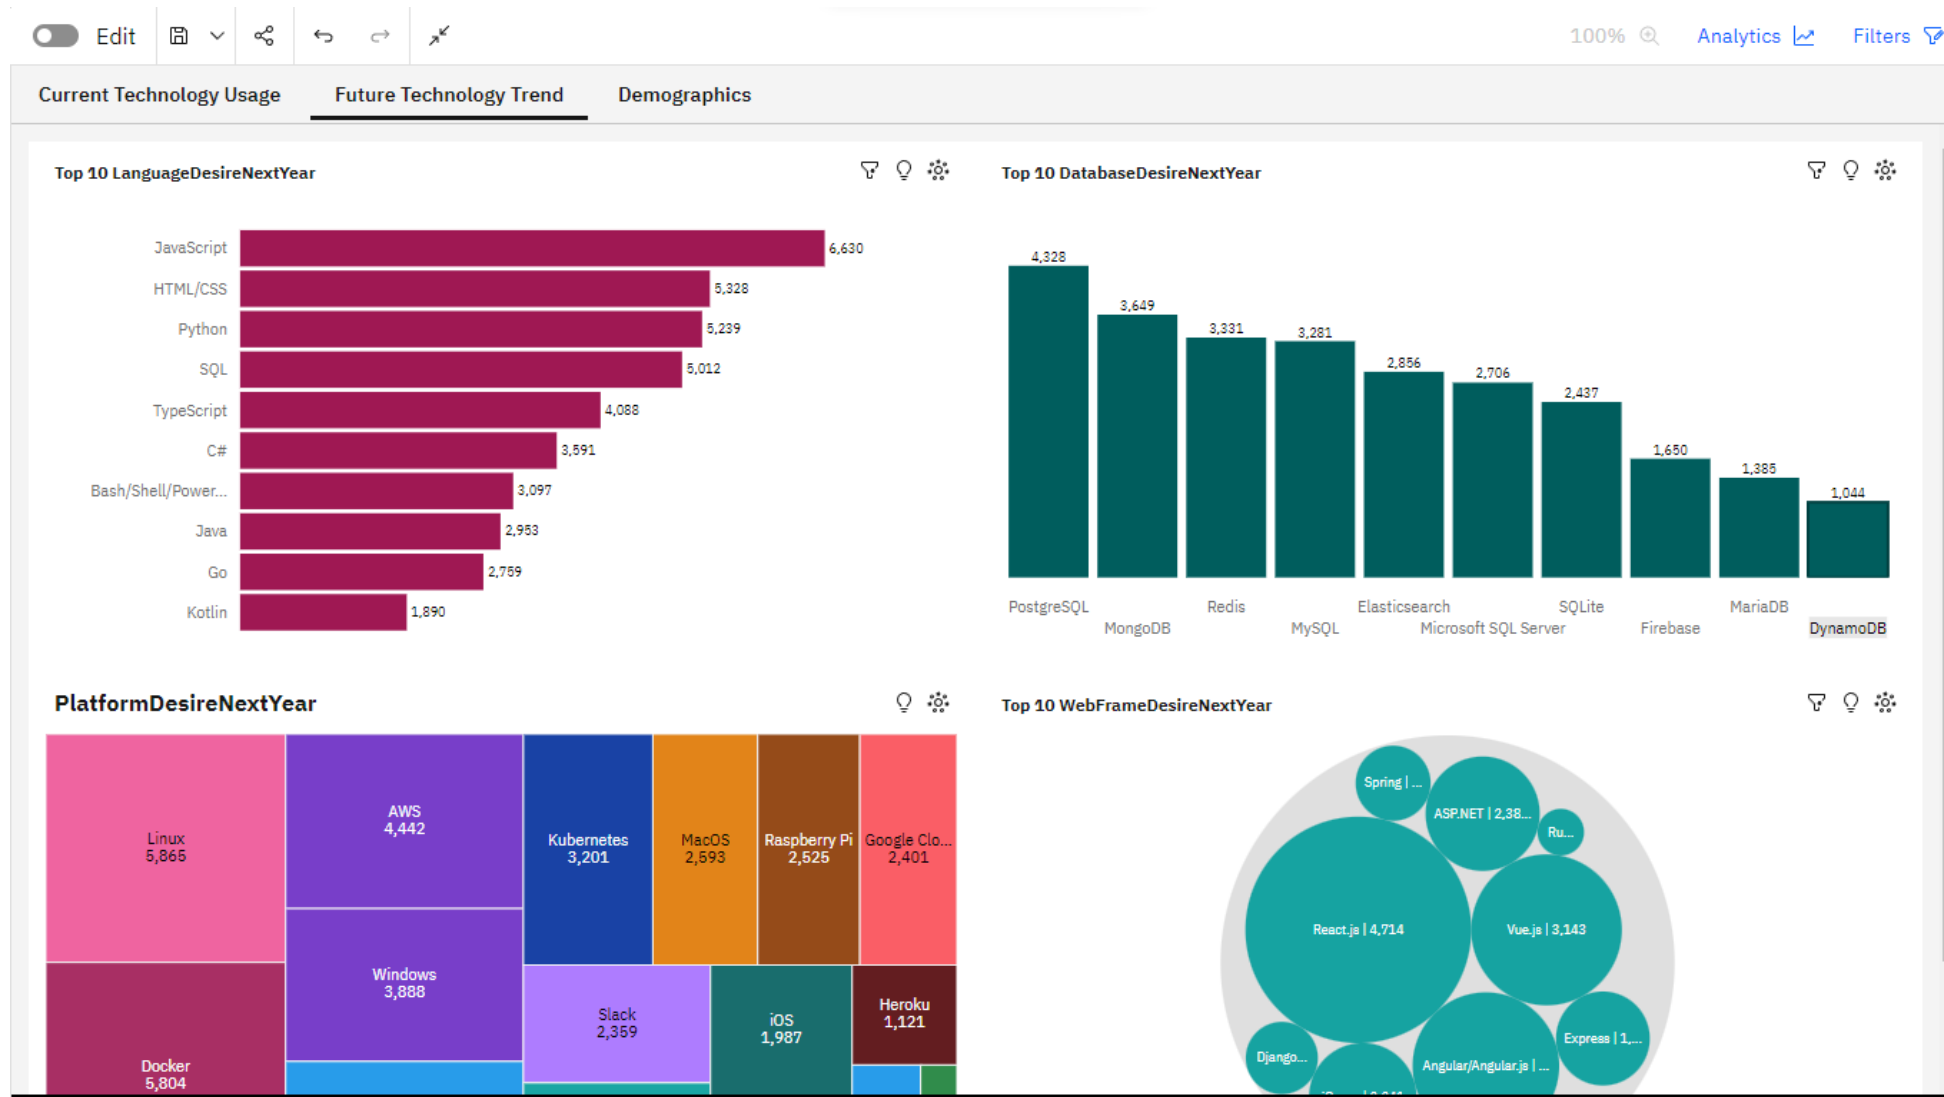 Edit
100%
Analytics
Filters
Current Technology Usage
Future Technology Trend
Demographics
Top 10 LanguageDesireNextYear
JavaScript 6,630
HTML/CSS 5,328
Python 5,239
SQL 5,012
TypeScript 4,088
C# 3,591
Bash/Shell/Power... 3,097
Java 2,953
Go 2,759
Kotlin 1,890
Top 10 DatabaseDesireNextYear
4,328
3,649
3,331
3,281
2,856
2,706
2,437
1,650
1,385
1,044
PostgreSQL
MongoDB
Redis
MySQL
Elasticsearch
Microsoft SQL Server
SQLite
Firebase
MariaDB
DynamoDB
PlatformDesireNextYear
Linux
5,865
Docker
5,804
AWS
4,442
Windows
3,888
Kubernetes
3,201
MacOS
2,593
Raspberry Pi
2,525
Google Clo...
2,401
Slack
2,359
iOS
1,987
Heroku
1,121
Top 10 WebFrameDesireNextYear
Spring | ...
ASP.NET | 2,38...
Ru...
React.js | 4,714
Vue.js | 3,143
Express | 1,...
Django...
Angular/Angular.js | ...